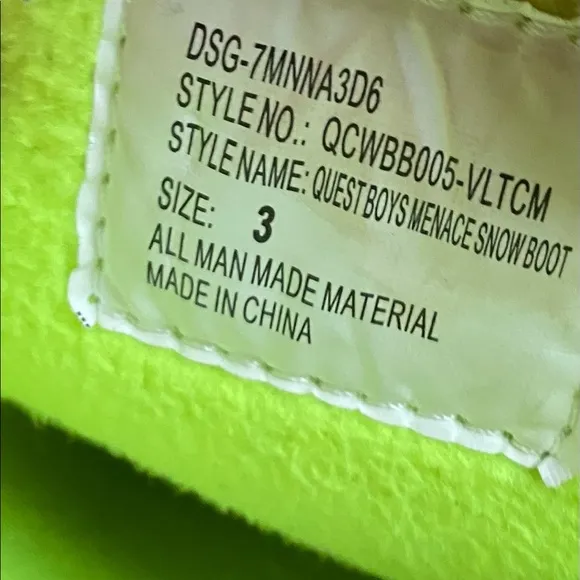 DSG-7MNNA3D6
STYLE NO.: QCWBB005-VLTCM
STYLE NAME: QUEST BOYS MENACE SNOW BOOT
SIZE: 3
ALL MAN MADE MATERIAL
MADE IN CHINA